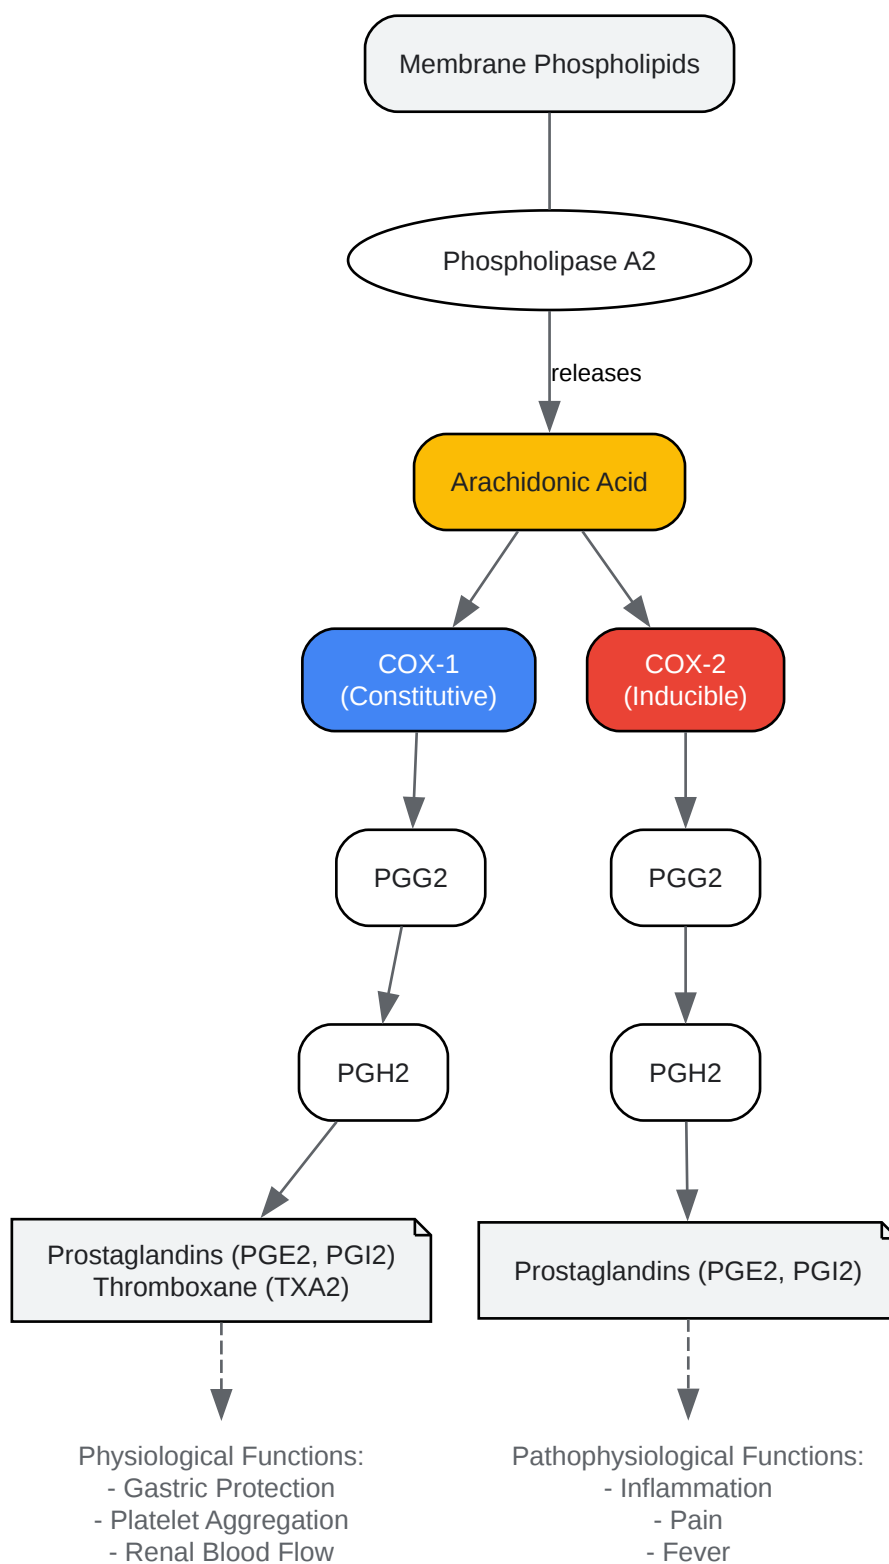 Membrane Phospholipids
Phospholipase A2
releases
Arachidonic Acid
COX-1
(Constitutive)
COX-2
(Inducible)
PGG2
PGG2
PGH2
PGH2
Prostaglandins (PGE2, PGI2)
Thromboxane (TXA2)
Prostaglandins (PGE2, PGI2)
Physiological Functions:
- Gastric Protection
- Platelet Aggregation
- Renal Blood Flow
Pathophysiological Functions:
- Inflammation
- Pain
- Fever